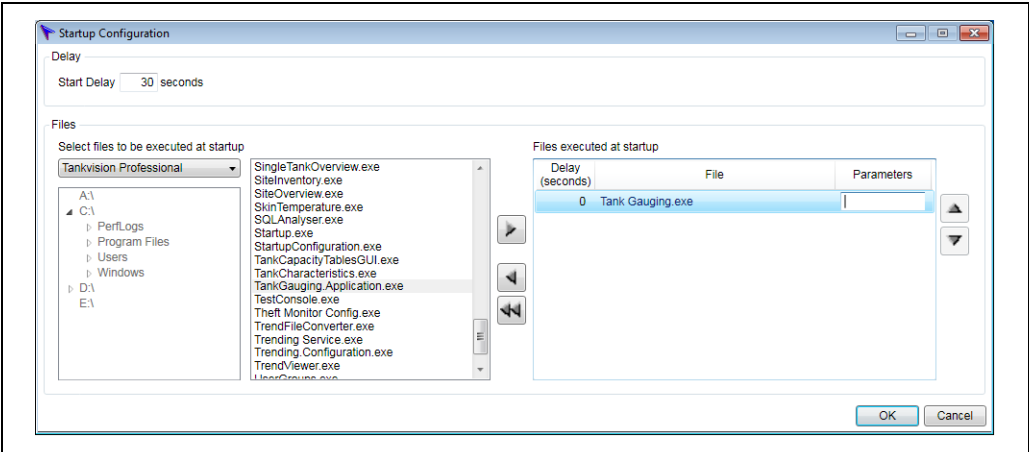 Startup Configuration
Delay
Start Delay 30 seconds
Files
Select files to be executed at startup
Tankvision Professional
A:\
C:\
PerfLogs
Program Files
Users
Windows
D:\
E:\
SingleTankOverview.exe
SiteInventory.exe
SiteOverview.exe
SkinTemperature.exe
SQLAnalyser.exe
Startup.exe
StartupConfiguration.exe
TankCapacityTablesGUI.exe
TankCharacteristics.exe
TankGauging.Application.exe
TestConsole.exe
Theft Monitor Config.exe
TrendFileConverter.exe
Trending Service.exe
Trending.Configuration.exe
TrendViewer.exe
UserGroups.exe
Files executed at startup
Delay (seconds) File Parameters
0 Tank Gauging.exe
OK Cancel